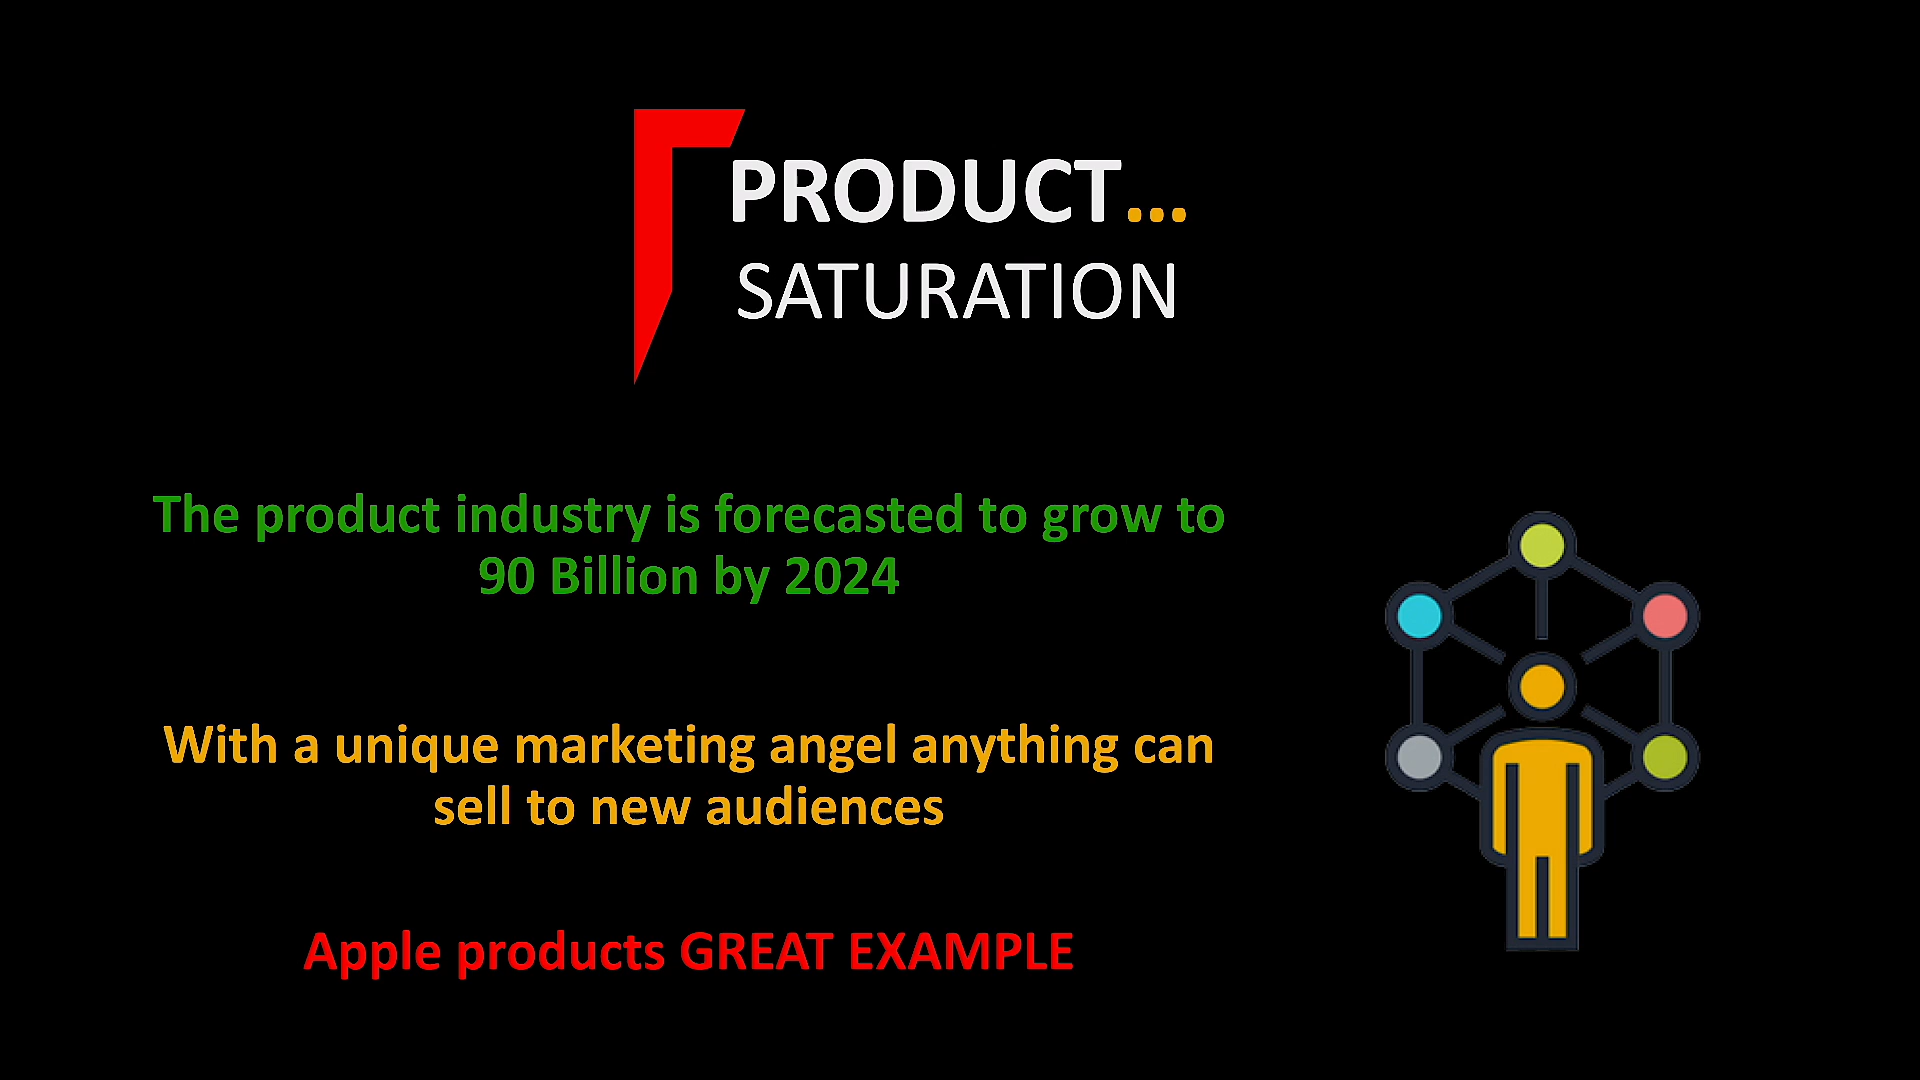 PRODUCT...
SATURATION
The product industry is forecasted to grow to
90 Billion by 2024
With a unique marketing angel anything can
sell to new audiences
Apple products GREAT EXAMPLE